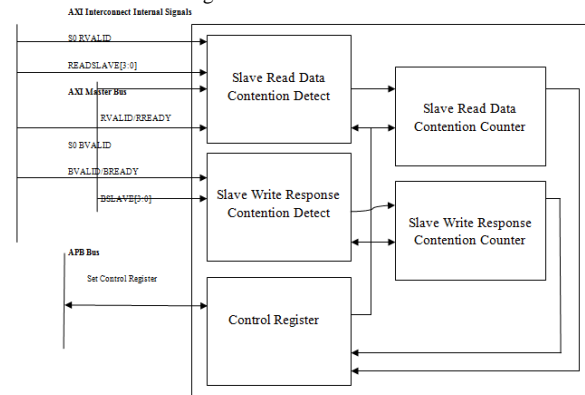 AXI Interconnect Internal Signals
S0 RVALID
READSLAVE[3:0]
AXI Master Bus
RVALID/RREADY
S0 BVALID
BVALID/BREADY
BSLAVE[3:0]
APB Bus
Set Control Register
Slave Read Data
Contention Detect
Slave Read Data
Contention Counter
Slave Write Response
Contention Detect
Slave Write Response
Contention Counter
Control Register